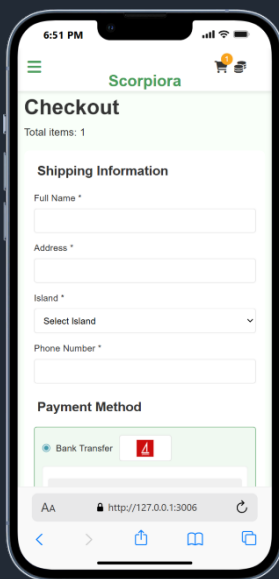 6:51 PM
1
Scorpiora
Checkout
Total items: 1
Shipping Information
Full Name *
Address *
Island *
Select Island
Phone Number *
Payment Method
Bank Transfer
AA
http://127.0.0.1:3006